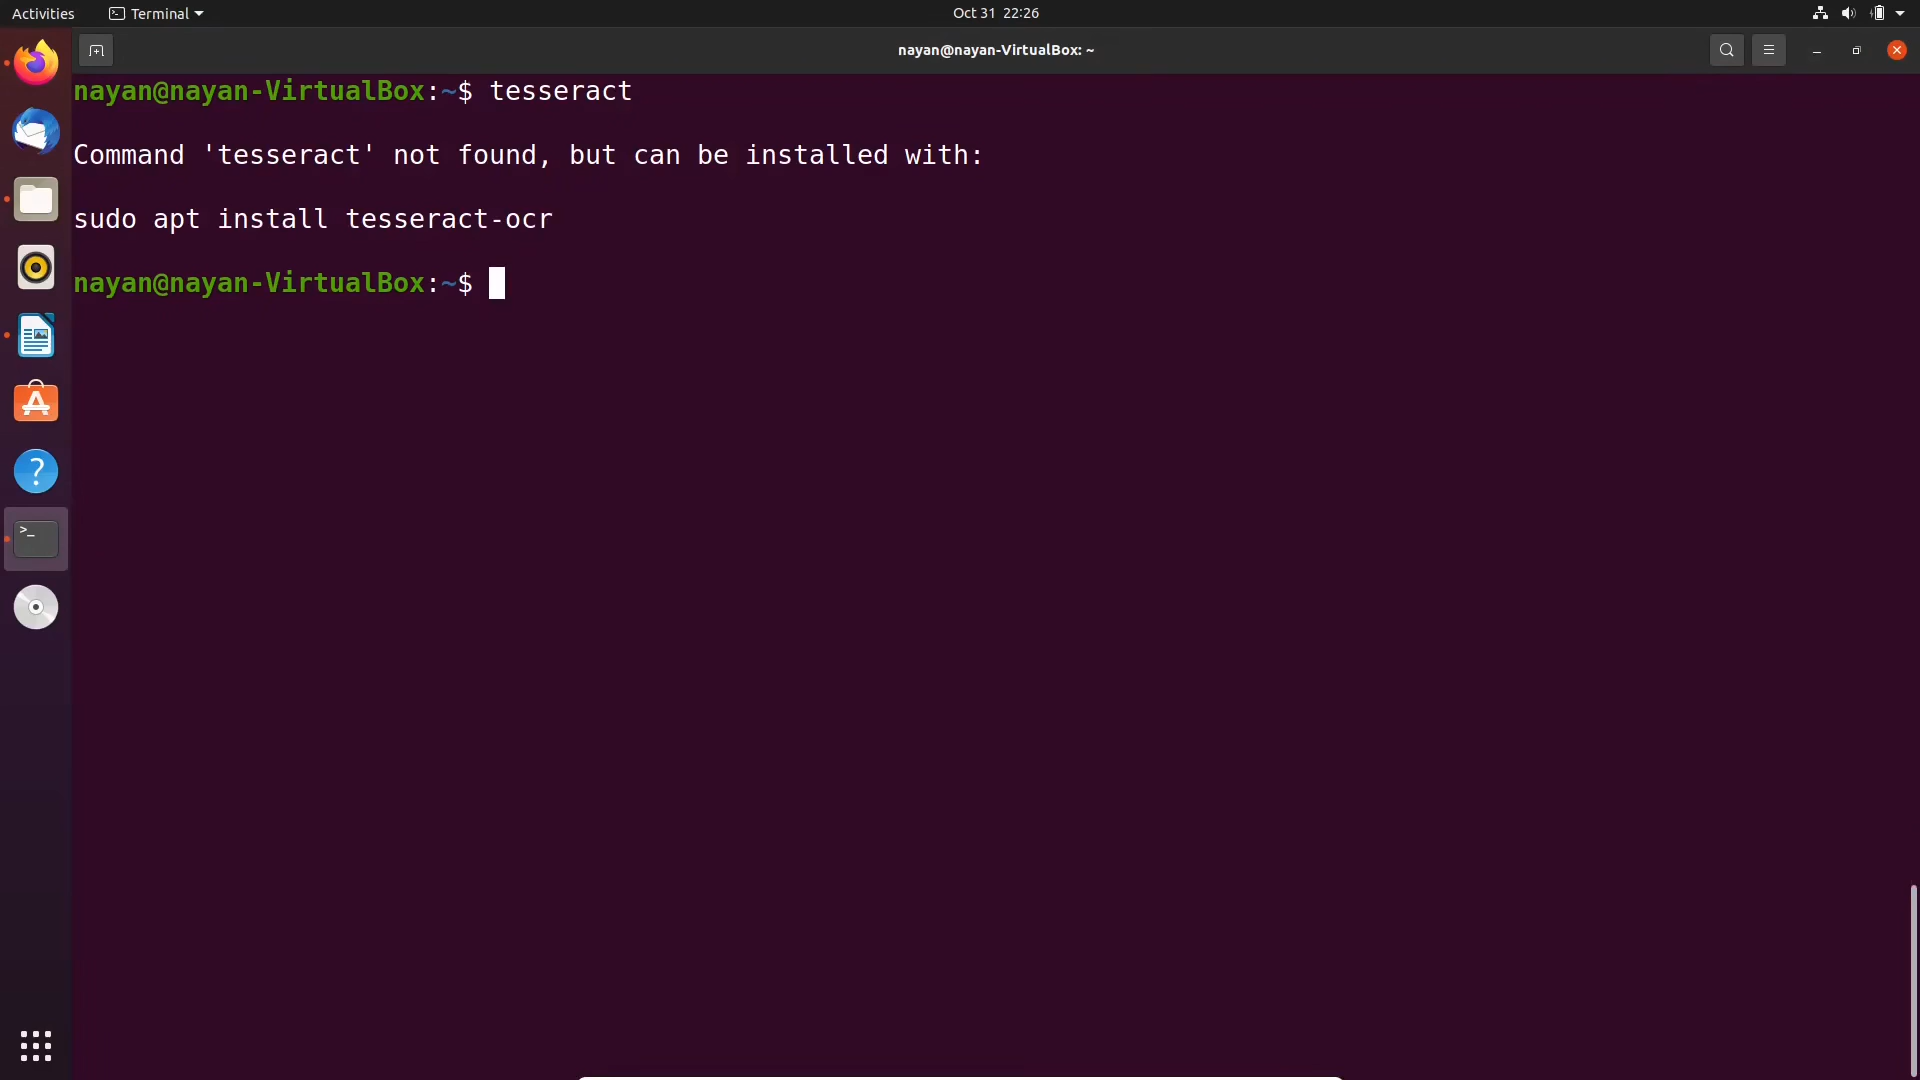 Activities
Terminal
Oct 31 22:26
nayan@nayan-VirtualBox: ~
nayan@nayan-VirtualBox:~$ tesseract
Command 'tesseract' not found, but can be installed with:
sudo apt install tesseract-ocr
nayan@nayan-VirtualBox:~$